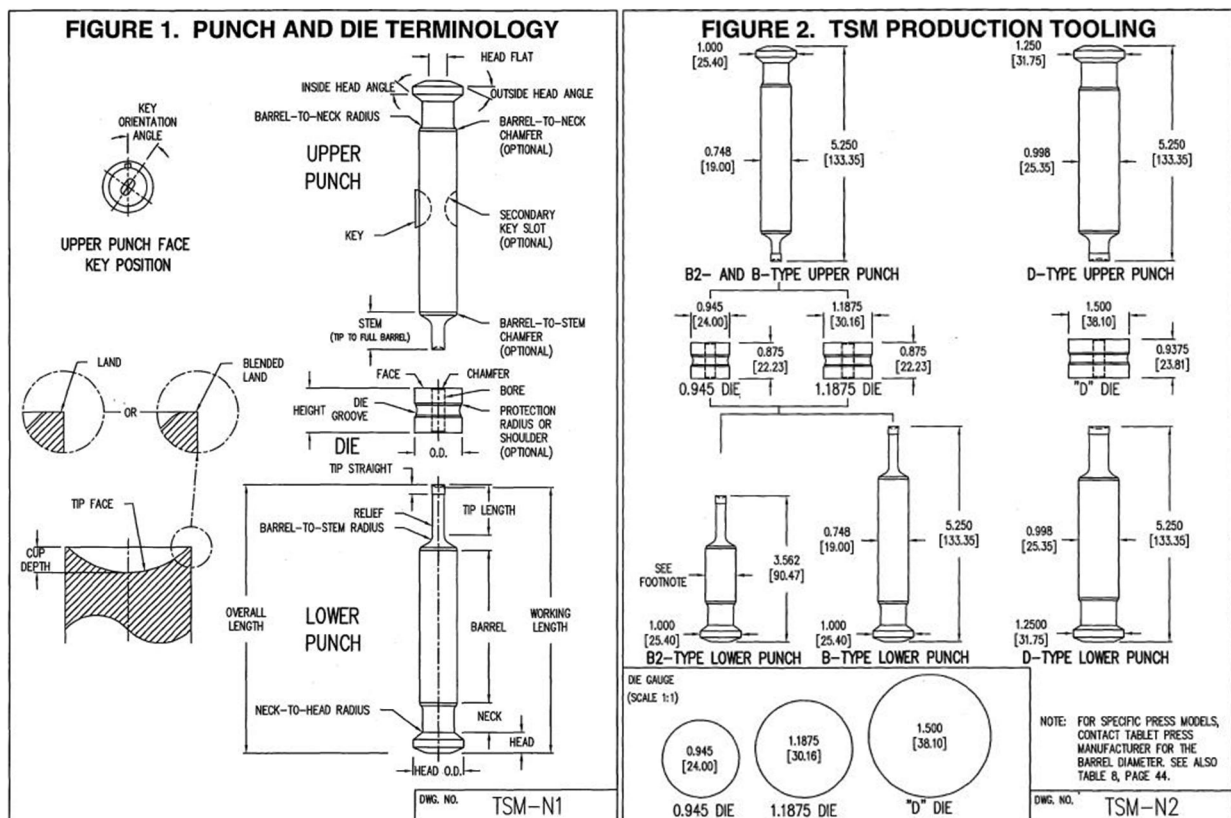 FIGURE 1. PUNCH AND DIE TERMINOLOGY
HEAD FLAT
INSIDE HEAD ANGLE
OUTSIDE HEAD ANGLE
KEY
ORIENTATION
ANGLE
BARREL-TO-NECK RADIUS
BARREL-TO-NECK
CHAMFER
(OPTIONAL)
UPPER
PUNCH
KEY
SECONDARY
KEY SLOT
(OPTIONAL)
UPPER PUNCH FACE
KEY POSITION
STEM
(TIP TO FULL BARREL)
BARREL-TO-STEM
CHAMFER
(OPTIONAL)
LAND
BLENDED
LAND
OR
FACE
CHAMFER
BORE
HEIGHT
DIE
GROOVE
PROTECTION
RADIUS OR
SHOULDER
(OPTIONAL)
DIE
O.D.
TIP STRAIGHT
TIP FACE
RELIEF
TIP LENGTH
BARREL-TO-STEM RADIUS
CUP
DEPTH
OVERALL
LENGTH
LOWER
PUNCH
BARREL
WORKING
LENGTH
NECK-TO-HEAD RADIUS
NECK
HEAD
HEAD O.D.
DWG. NO.
TSM-N1
FIGURE 2. TSM PRODUCTION TOOLING
1.000
[25.40]
0.748
[19.00]
5.250
[133.35]
B2- AND B-TYPE UPPER PUNCH
1.250
[31.75]
0.998
[25.35]
5.250
[133.35]
D-TYPE UPPER PUNCH
0.945
[24.00]
0.875
[22.23]
0.945 DIE
1.1875
[30.16]
0.875
[22.23]
1.1875 DIE
1.500
[38.10]
0.9375
[23.81]
"D" DIE
SEE
FOOTNOTE
3.562
[90.47]
1.000
[25.40]
B2-TYPE LOWER PUNCH
0.748
[19.00]
5.250
[133.35]
1.000
[25.40]
B-TYPE LOWER PUNCH
0.998
[25.35]
5.250
[133.35]
1.2500
[31.75]
D-TYPE LOWER PUNCH
DIE GAUGE
(SCALE 1:1)
0.945
[24.00]
0.945 DIE
1.1875
[30.16]
1.1875 DIE
1.500
[38.10]
"D" DIE
NOTE: FOR SPECIFIC PRESS MODELS,
CONTACT TABLET PRESS
MANUFACTURER FOR THE
BARREL DIAMETER. SEE ALSO
TABLE 8, PAGE 44.
DWG. NO.
TSM-N2